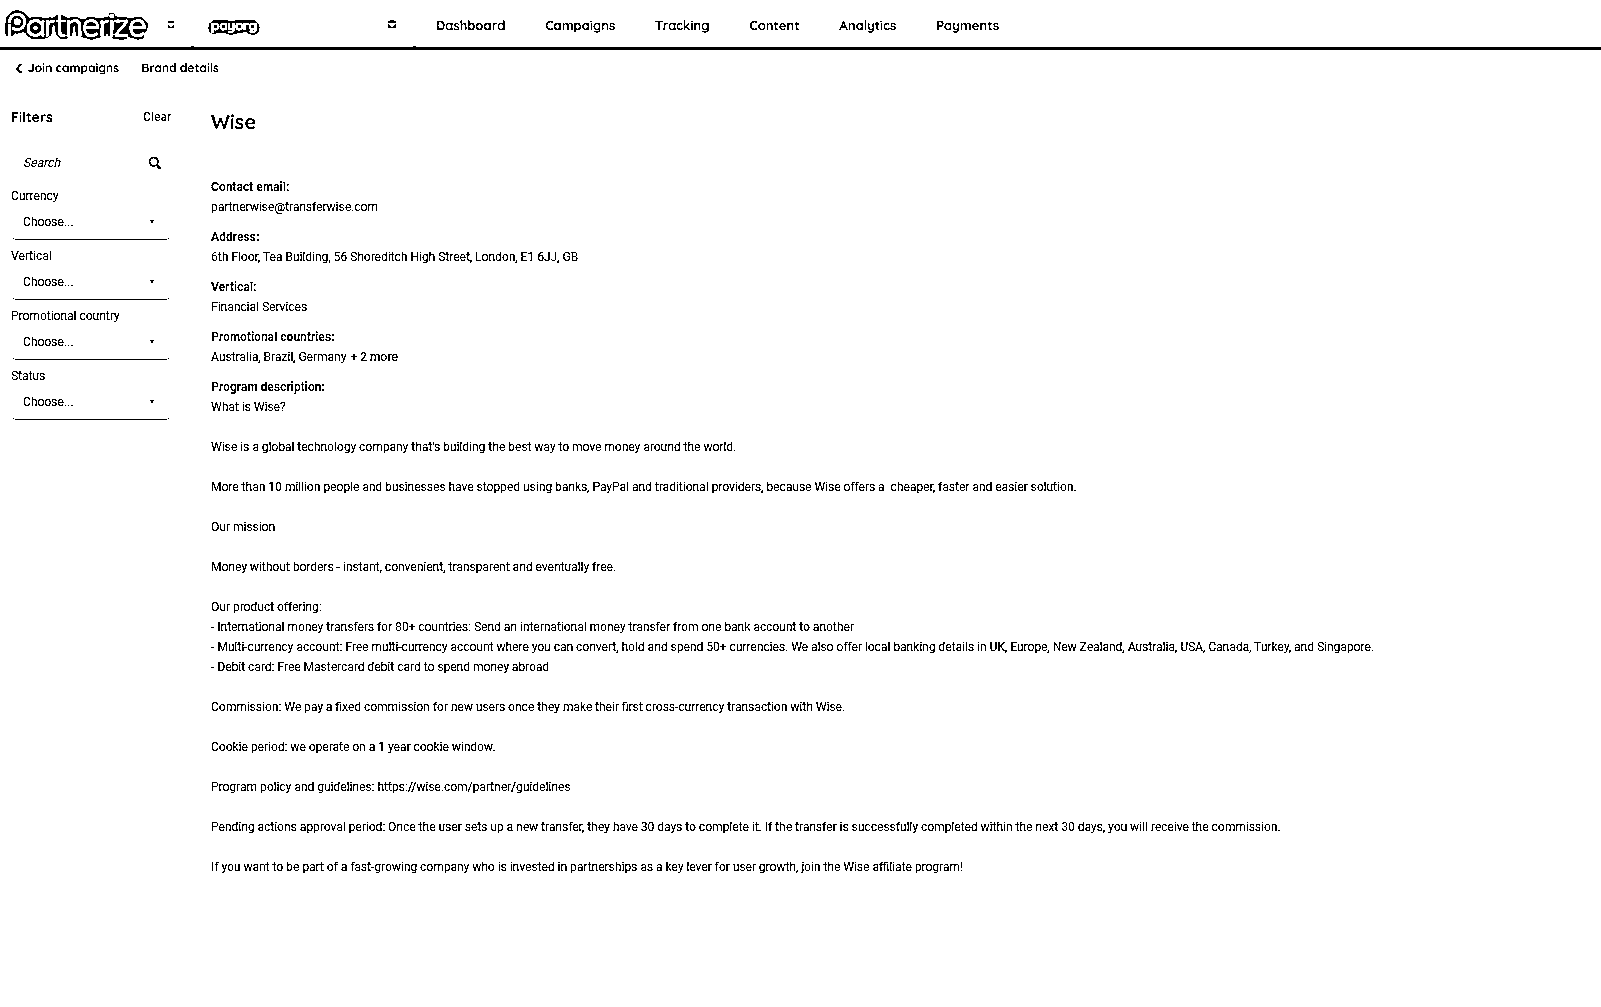 Partnerize
payorg
Dashboard Campaigns Tracking Content Analytics Payments
Join campaigns Brand details
Filters Clear
Search
Currency
Choose...
Vertical
Choose...
Promotional country
Choose...
Status
Choose...
Wise
Contact email:
partnerwise@transferwise.com
Address:
6th Floor, Tea Building, 56 Shoreditch High Street, London, E1 6JJ, GB
Vertical:
Financial Services
Promotional countries:
Australia, Brazil, Germany + 2 more
Program description:
What is Wise?
Wise is a global technology company that's building the best way to move money around the world.
More than 10 million people and businesses have stopped using banks, PayPal and traditional providers, because Wise offers a  cheaper, faster and easier solution.
Our mission
Money without borders - instant, convenient, transparent and eventually free.
Our product offering:
- International money transfers for 80+ countries: Send an international money transfer from one bank account to another
- Multi-currency account: Free multi-currency account where you can convert, hold and spend 50+ currencies. We also offer local banking details in UK, Europe, New Zealand, Australia, USA, Canada, Turkey, and Singapore.
- Debit card: Free Mastercard debit card to spend money abroad
Commission: We pay a fixed commission for new users once they make their first cross-currency transaction with Wise.
Cookie period: we operate on a 1 year cookie window.
Program policy and guidelines: https://wise.com/partner/guidelines
Pending actions approval period: Once the user sets up a new transfer, they have 30 days to complete it. If the transfer is successfully completed within the next 30 days, you will receive the commission.
If you want to be part of a fast-growing company who is invested in partnerships as a key lever for user growth, join the Wise affiliate program!